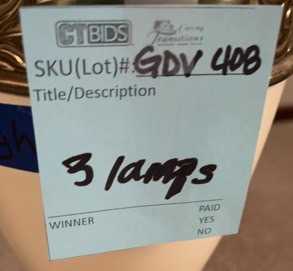 CTBIDS Caring Transitions
SKU(Lot)#: GDV 408
Title/Description
3 lamps
WINNER PAID
YES
NO